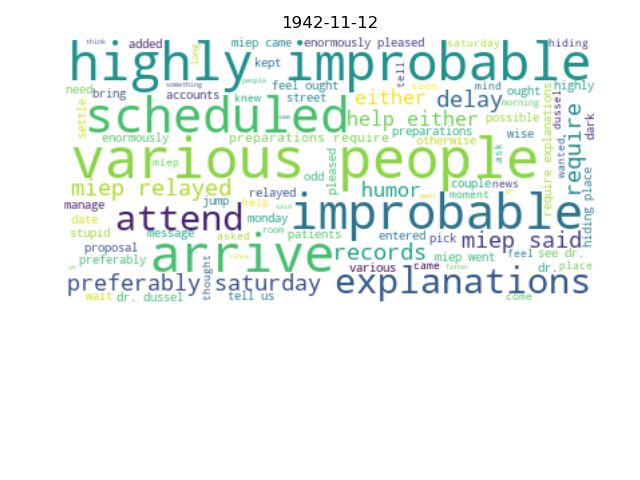 1942-11-12
think added miep came enormously pleased saturday hiding
highly improbable
long kept tell
need bring accounts something people feel ought soon mind ought highly
knew street either delay morning
settle scheduled same help either possible dussel dark
enormously preparations require preparations otherwise wise require explanations wanted require
various people ask
miep odd pleished
miep relayed relayed humor couple news
manage jump help improbable moment hiding place
date attend monday
stupid message asked room said patients entered pick miep said
proposal arrive records feel see dr.
preferably since various came miep went father dr. place
us thought
preferably saturday explanations
wait dr. dussel tell us come